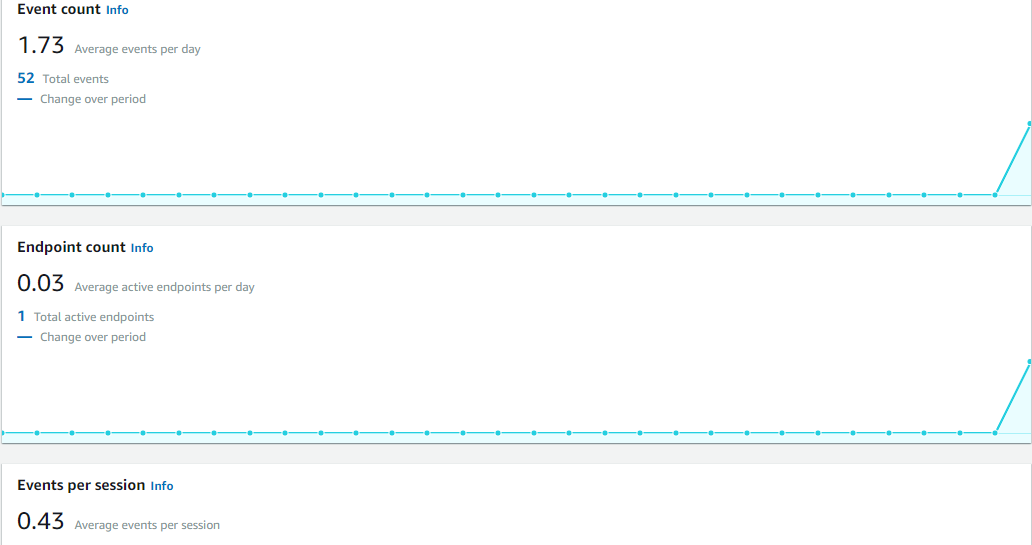 Event count Info
1.73 Average events per day
52 Total events
Change over period
Endpoint count Info
0.03 Average active endpoints per day
1 Total active endpoints
Change over period
Events per session Info
0.43 Average events per session